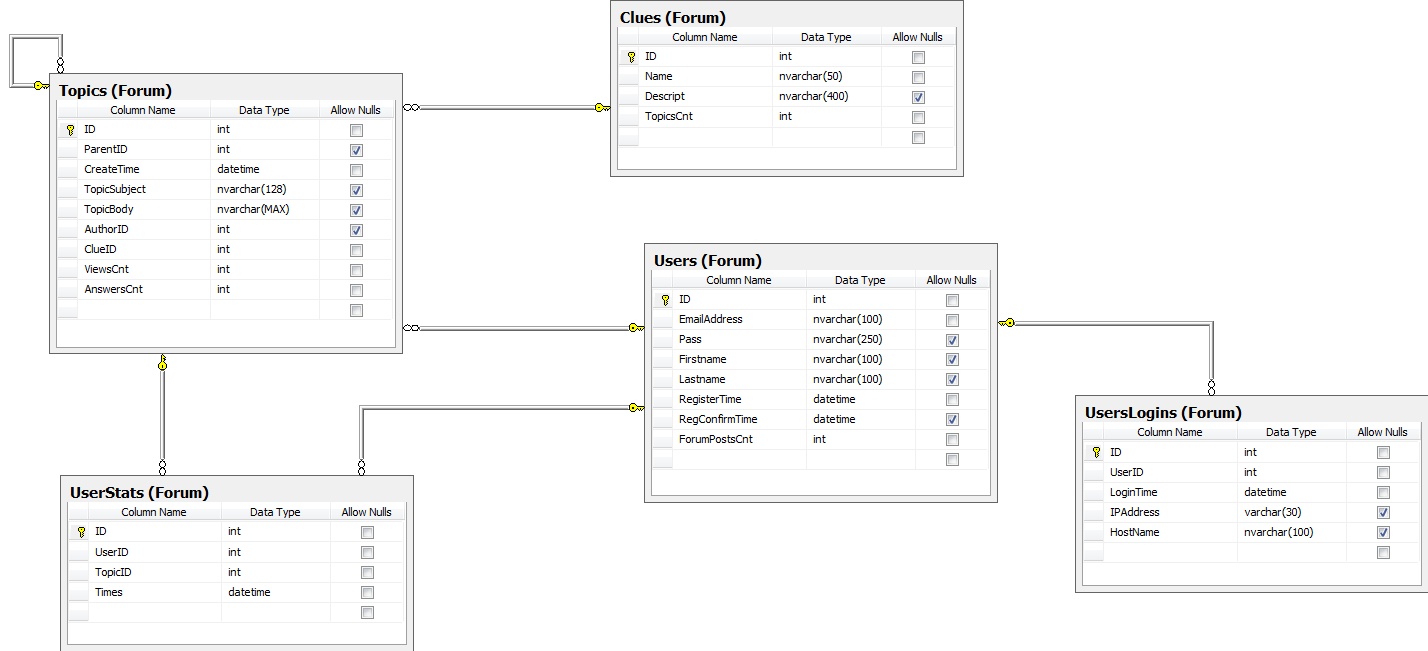 Clues (Forum)
Column Name Data Type Allow Nulls
ID int
Name nvarchar(50)
Descript nvarchar(400)
TopicsCnt int
Topics (Forum)
Column Name Data Type Allow Nulls
ID int
ParentID int
CreateTime datetime
TopicSubject nvarchar(128)
TopicBody nvarchar(MAX)
AuthorID int
ClueID int
ViewsCnt int
AnswersCnt int
Users (Forum)
Column Name Data Type Allow Nulls
ID int
EmailAddress nvarchar(100)
Pass nvarchar(250)
Firstname nvarchar(100)
Lastname nvarchar(100)
RegisterTime datetime
RegConfirmTime datetime
ForumPostsCnt int
UsersLogins (Forum)
Column Name Data Type Allow Nulls
ID int
UserID int
LoginTime datetime
IPAddress varchar(30)
HostName nvarchar(100)
UserStats (Forum)
Column Name Data Type Allow Nulls
ID int
UserID int
TopicID int
Times datetime